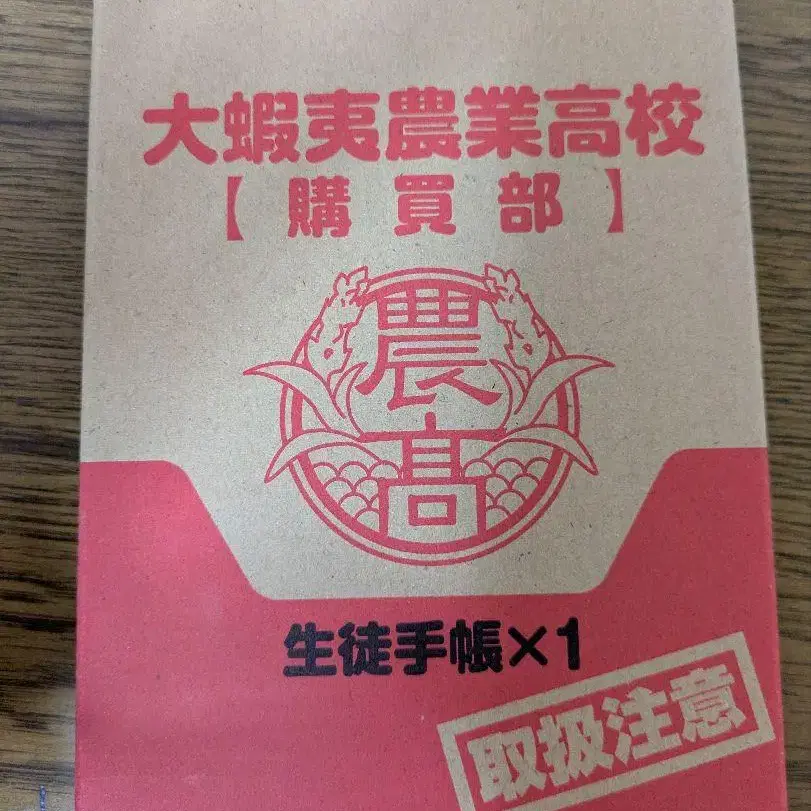 大蝦夷農業高校
【購買部】
農
高
生徒手帳×1
取扱注意